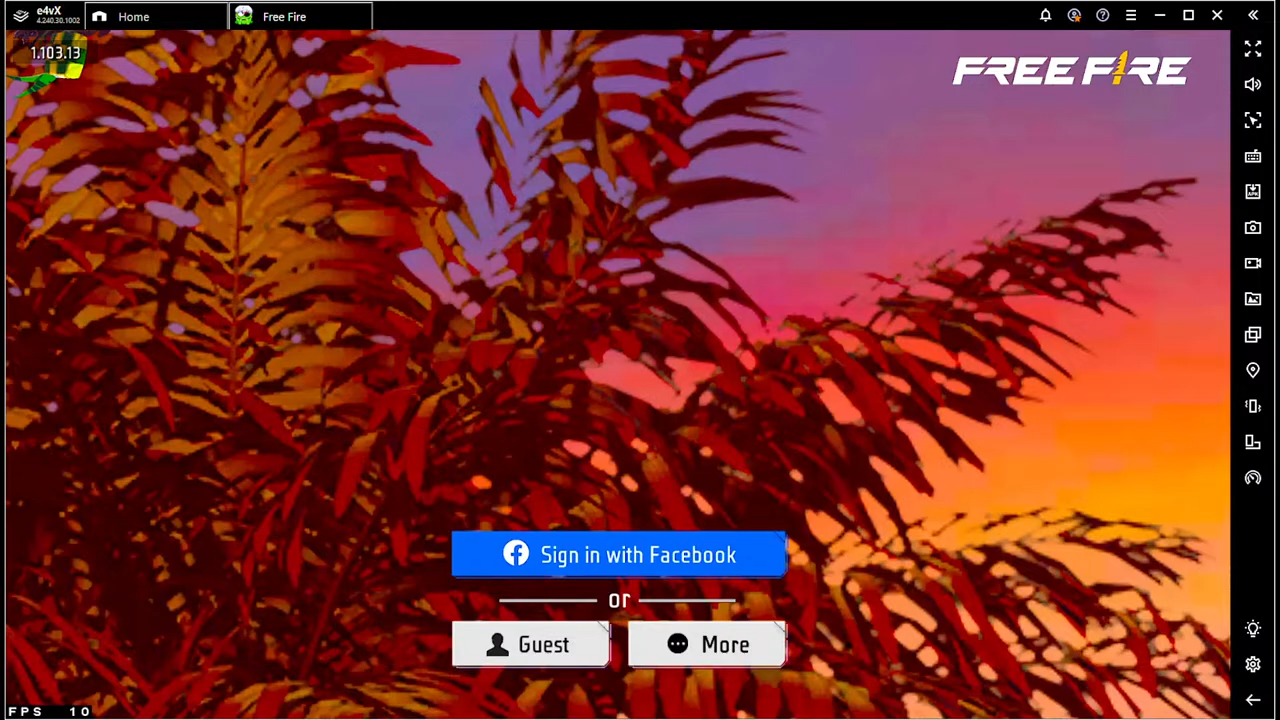 e4vX
4.240.30.1002
Home
Free Fire
1.103.13
FREE FIRE
APK
Sign in with Facebook
or
Guest
More
FPS 10